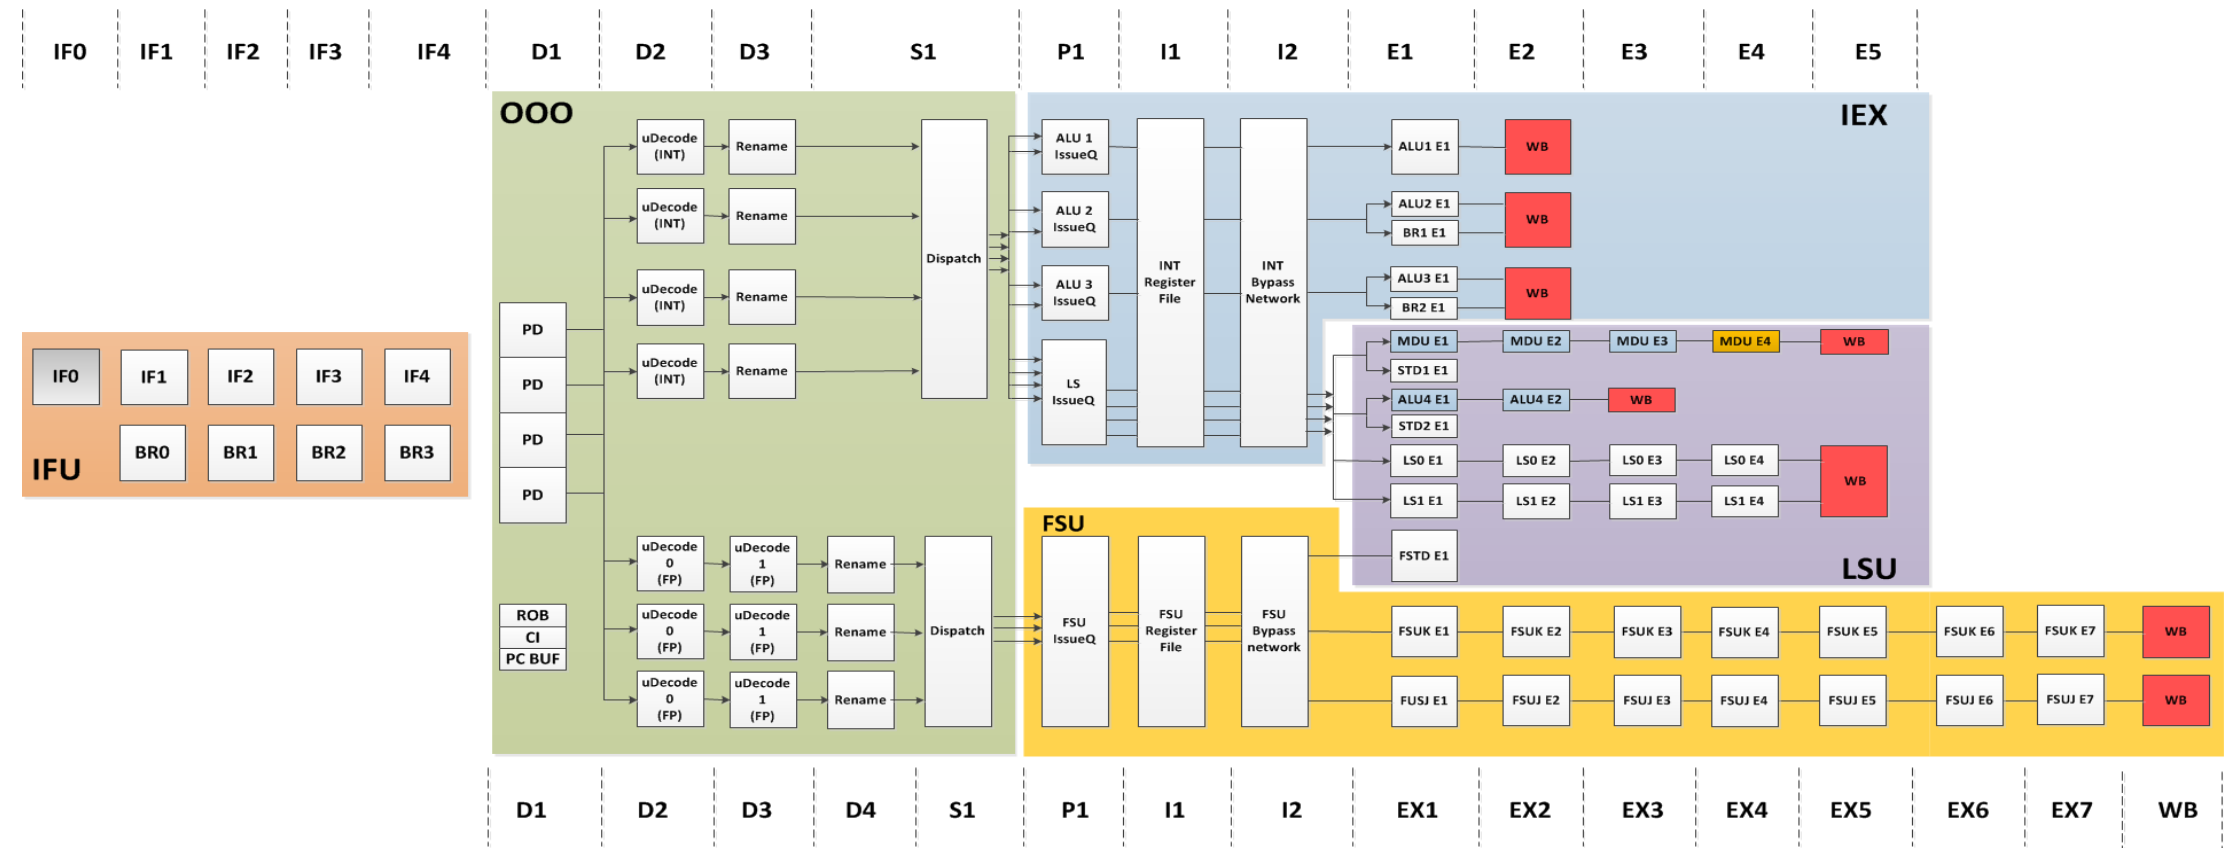 IF0 IF1 IF2 IF3 IF4 D1 D2 D3 S1 P1 I1 I2 E1 E2 E3 E4 E5
OOO
IEX
uDecode
(INT)
Rename
uDecode
(INT)
Rename
uDecode
(INT)
Rename
uDecode
(INT)
Rename
Dispatch
PD
PD
PD
PD
IF0 IF1 IF2 IF3 IF4
BR0 BR1 BR2 BR3
IFU
ROB
CI
PC BUF
uDecode
0
(FP)
uDecode
1
(FP)
Rename
uDecode
0
(FP)
uDecode
1
(FP)
Rename
uDecode
0
(FP)
uDecode
1
(FP)
Rename
Dispatch
ALU 1
IssueQ
ALU 2
IssueQ
ALU 3
IssueQ
LS
IssueQ
INT
Register
File
INT
Bypass
Network
ALU1 E1 WB
ALU2 E1
BR1 E1
WB
ALU3 E1
BR2 E1
WB
MDU E1 MDU E2 MDU E3 MDU E4 WB
STD1 E1
ALU4 E1 ALU4 E2 WB
STD2 E1
LS0 E1 LS0 E2 LS0 E3 LS0 E4
LS1 E1 LS1 E2 LS1 E3 LS1 E4
WB
FSTD E1
LSU
FSU
FSU
IssueQ
FSU
Register
File
FSU
Bypass
network
FSUK E1 FSUK E2 FSUK E3 FSUK E4 FSUK E5 FSUK E6 FSUK E7 WB
FUSJ E1 FSUJ E2 FSUJ E3 FSUJ E4 FSUJ E5 FSUJ E6 FSUJ E7 WB
D1 D2 D3 D4 S1 P1 I1 I2 EX1 EX2 EX3 EX4 EX5 EX6 EX7 WB